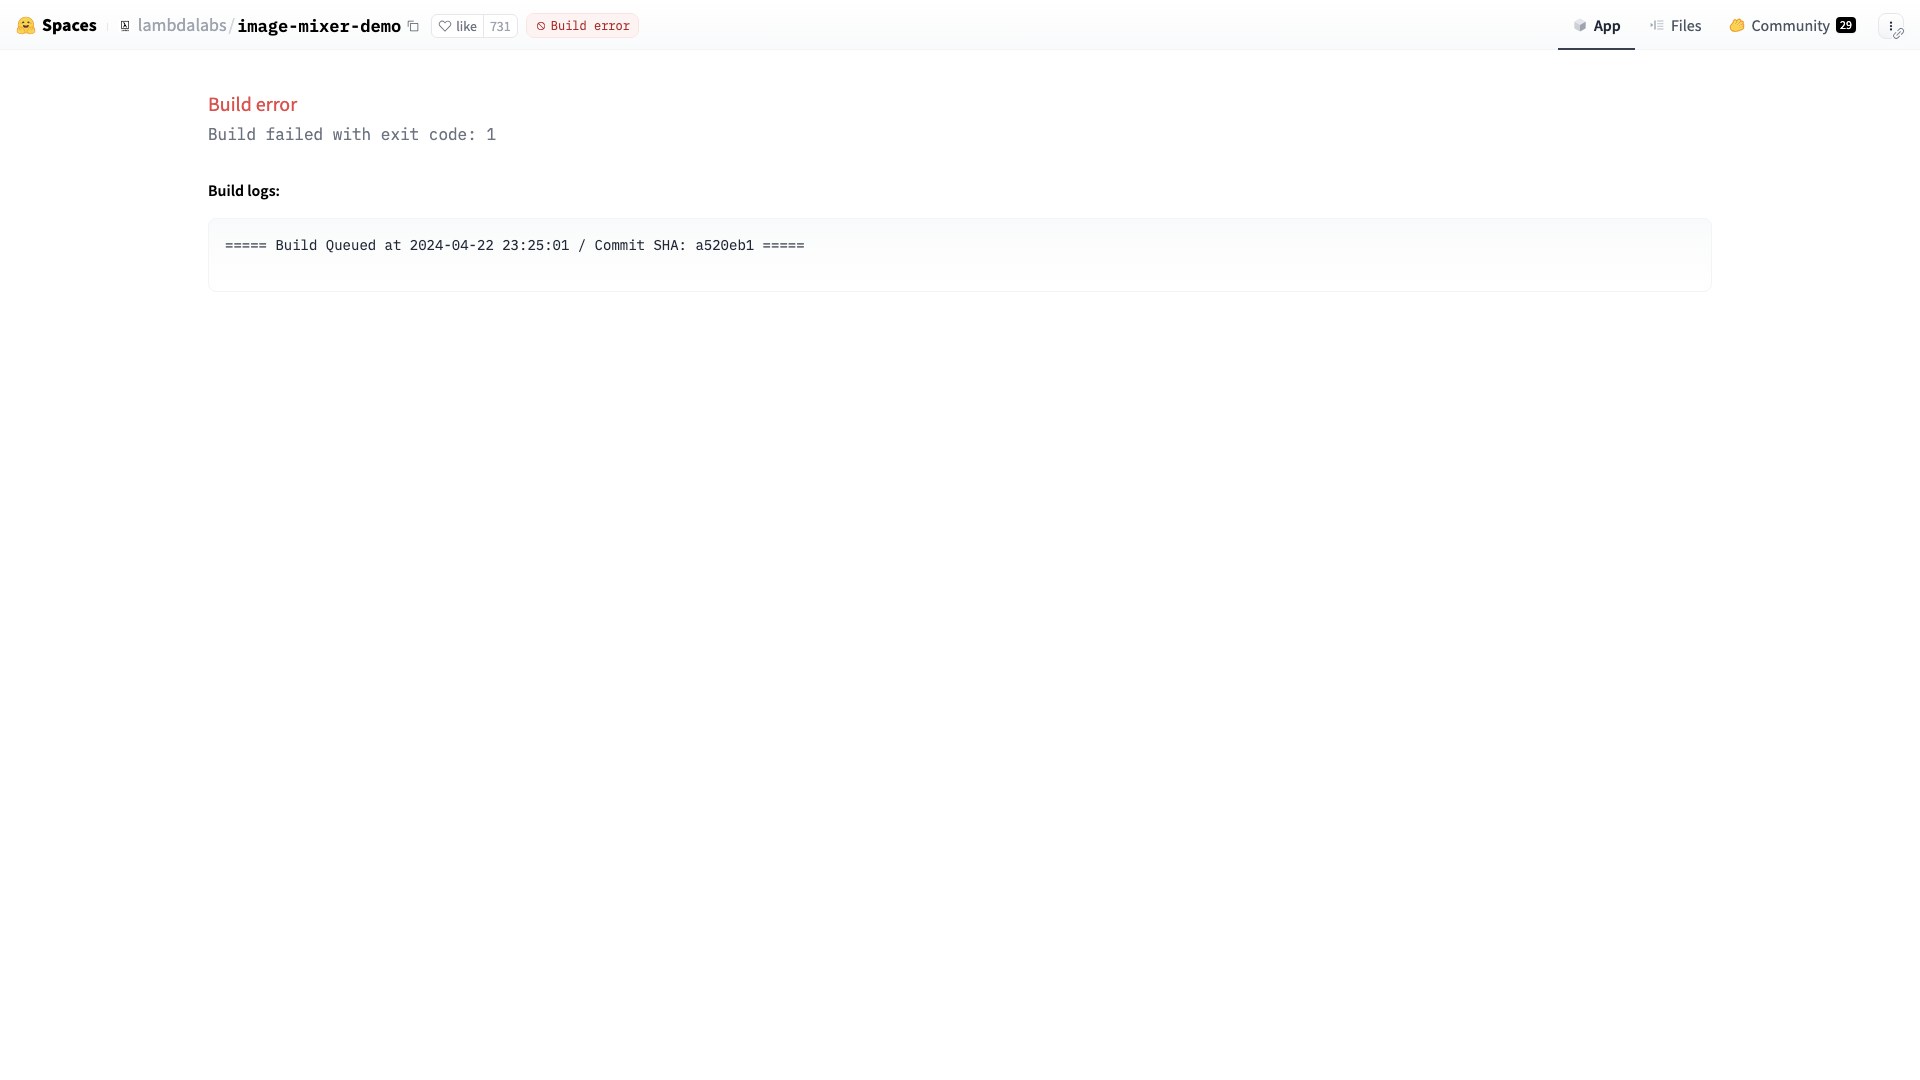 Spaces lambdalabs/image-mixer-demo like 731 Build error App Files Community 29
Build error
Build failed with exit code: 1
Build logs:
===== Build Queued at 2024-04-22 23:25:01 / Commit SHA: a520eb1 =====